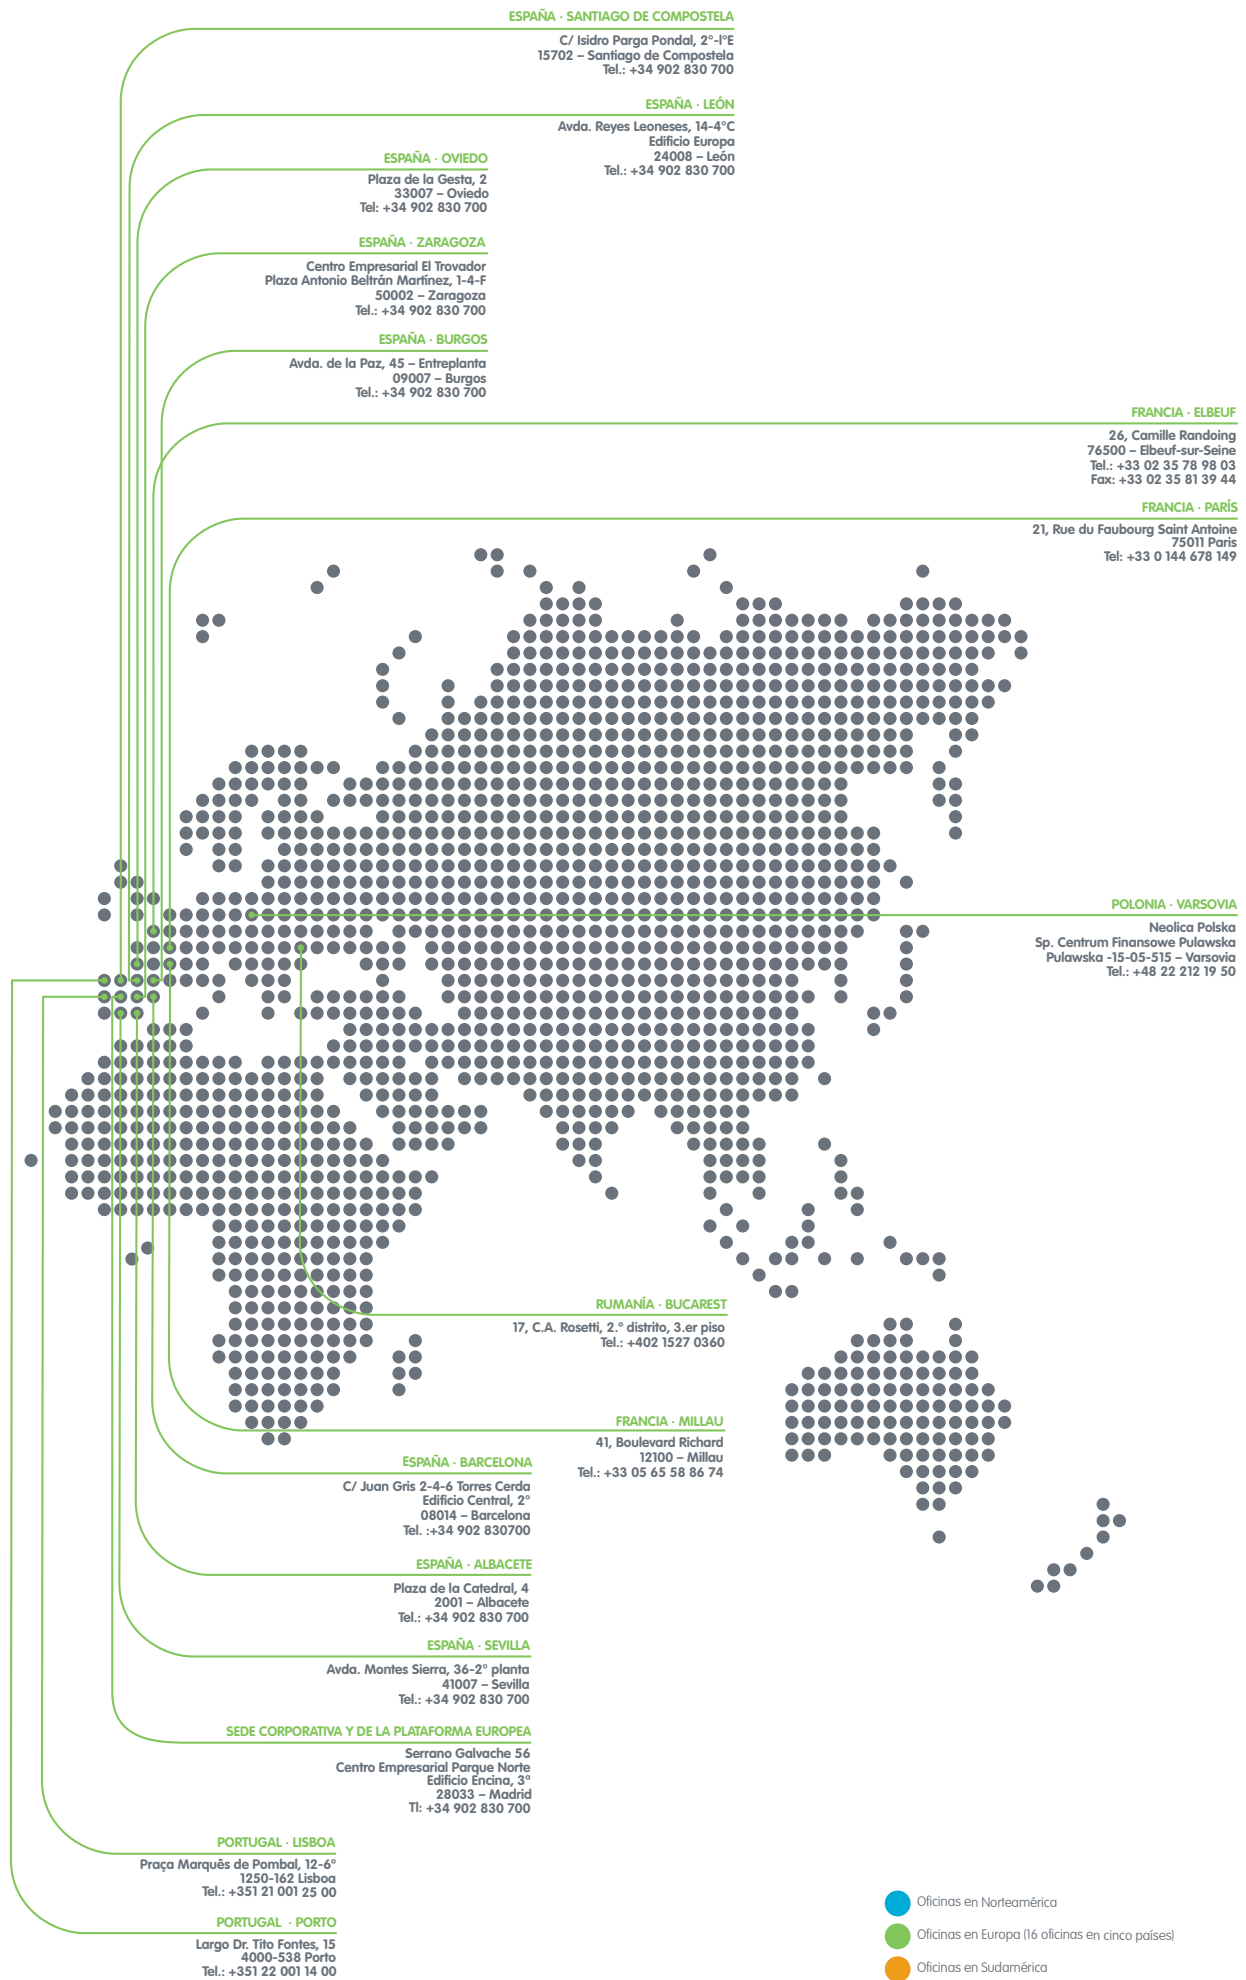 ESPAÑA · SANTIAGO DE COMPOSTELA
C/ Isidro Parga Pondal, 2°-l°E
15702 – Santiago de Compostela
Tel.: +34 902 830 700
ESPAÑA · LEÓN
Avda. Reyes Leoneses, 14-4°C
Edificio Europa
24008 – León
Tel.: +34 902 830 700
ESPAÑA · OVIEDO
Plaza de la Gesta, 2
33007 – Oviedo
Tel: +34 902 830 700
ESPAÑA · ZARAGOZA
Centro Empresarial El Trovador
Plaza Antonio Beltrán Martínez, 1-4-F
50002 – Zaragoza
Tel.: +34 902 830 700
ESPAÑA · BURGOS
Avda. de la Paz, 45 – Entreplanta
09007 – Burgos
Tel.: +34 902 830 700
FRANCIA · ELBEUF
26, Camille Randoing
76500 – Elbeuf-sur-Seine
Tel.: +33 02 35 78 98 03
Fax: +33 02 35 81 39 44
FRANCIA · PARÍS
21, Rue du Faubourg Saint Antoine
75011 Paris
Tel: +33 0 144 678 149
POLONIA · VARSOVIA
Neolica Polska
Sp. Centrum Finansowe Pulawska
Pulawska -15-05-515 – Varsovia
Tel.: +48 22 212 19 50
RUMANÍA · BUCAREST
17, C.A. Rosetti, 2.° distrito, 3.er piso
Tel.: +402 1527 0360
FRANCIA · MILLAU
41, Boulevard Richard
12100 – Millau
Tel.: +33 05 65 58 86 74
ESPAÑA · BARCELONA
C/ Juan Gris 2-4-6 Torres Cerda
Edificio Central, 2°
08014 – Barcelona
Tel. :+34 902 830700
ESPAÑA · ALBACETE
Plaza de la Catedral, 4
2001 – Albacete
Tel.: +34 902 830 700
ESPAÑA · SEVILLA
Avda. Montes Sierra, 36-2° planta
41007 – Sevilla
Tel.: +34 902 830 700
SEDE CORPORATIVA Y DE LA PLATAFORMA EUROPEA
Serrano Galvache 56
Centro Empresarial Parque Norte
Edificio Encina, 3ª
28033 – Madrid
Tl: +34 902 830 700
PORTUGAL · LISBOA
Praça Marquês de Pombal, 12-6°
1250-162 Lisboa
Tel.: +351 21 001 25 00
PORTUGAL · PORTO
Largo Dr. Tito Fontes, 15
4000-538 Porto
Tel.: +351 22 001 14 00
Oficinas en Norteamérica
Oficinas en Europa (16 oficinas en cinco países)
Oficinas en Sudamérica